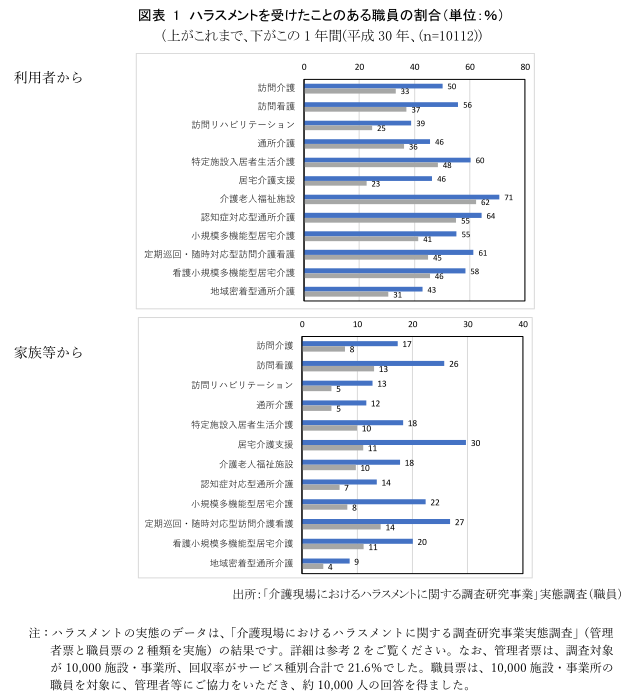 図表 1 ハラスメントを受けたことのある職員の割合（単位：％）
（上がこれまで、下がこの 1 年間(平成 30 年、(n=10112))
利用者から
0 20 40 60 80
訪問介護 50 33
訪問看護 56 37
訪問リハビリテーション 39 25
通所介護 46 36
特定施設入居者生活介護 60 48
居宅介護支援 46 23
介護老人福祉施設 71 62
認知症対応型通所介護 64 55
小規模多機能型居宅介護 55 41
定期巡回・随時対応型訪問介護看護 61 45
看護小規模多機能型居宅介護 58 46
地域密着型通所介護 43 31
家族等から
0 10 20 30 40
訪問介護 17 8
訪問看護 26 13
訪問リハビリテーション 13 5
通所介護 12 5
特定施設入居者生活介護 18 10
居宅介護支援 30 11
介護老人福祉施設 18 10
認知症対応型通所介護 14 7
小規模多機能型居宅介護 22 8
定期巡回・随時対応型訪問介護看護 27 14
看護小規模多機能型居宅介護 20 11
地域密着型通所介護 9 4
出所：「介護現場におけるハラスメントに関する調査研究事業」実態調査（職員）
注：ハラスメントの実態のデータは、「介護現場におけるハラスメントに関する調査研究事業実態調査」（管理
者票と職員票の２種類を実施）の結果です。詳細は参考２をご覧ください。なお、管理者票は、調査対象
が 10,000 施設・事業所、回収率がサービス種別合計で 21.6％でした。職員票は、10,000 施設・事業所の
職員を対象に、管理者等にご協力をいただき、約 10,000 人の回答を得ました。